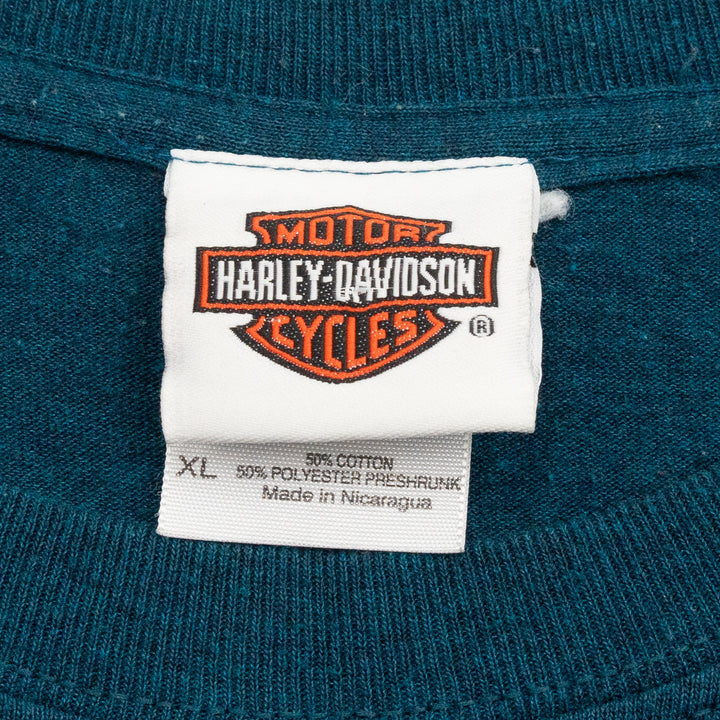 MOTOR
HARLEY-DAVIDSON
CYCLES
®
XL
50% COTTON
50% POLYESTER PRESHRUNK
Made in Nicaragua